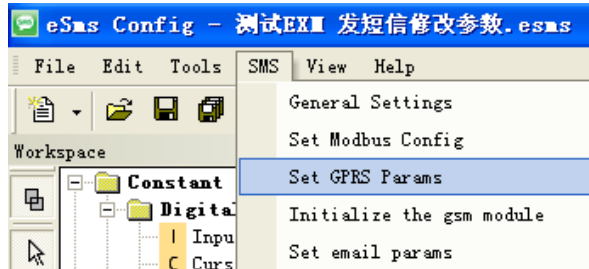 eSms Config - 测试EXM 发短信修改参数.esms
File Edit Tools SMS View Help
General Settings
Set Modbus Config
Workspace
Set GPRS Params
Constant
Digital
Initialize the gsm module
I Inpu
Set email params
C Curs